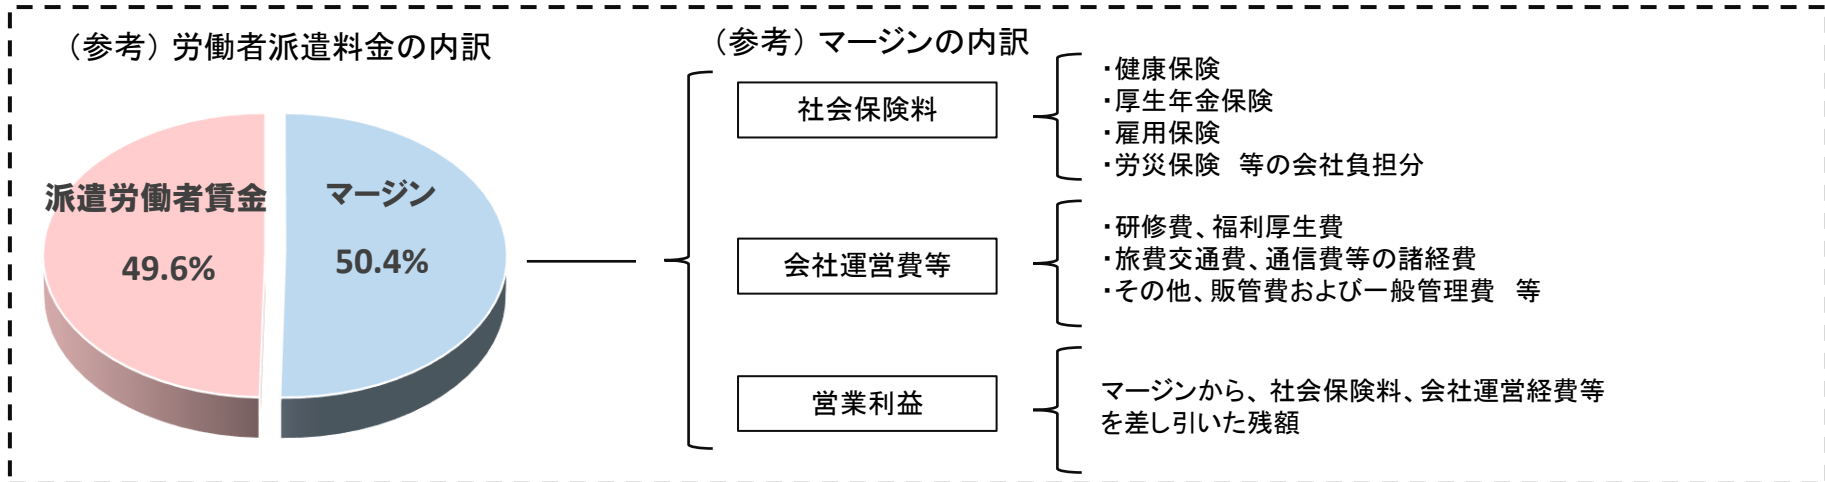 （参考）労働者派遣料金の内訳
派遣労働者賃金
49.6%
マージン
50.4%
（参考）マージンの内訳
社会保険料
・健康保険
・厚生年金保険
・雇用保険
・労災保険　等の会社負担分
会社運営費等
・研修費、福利厚生費
・旅費交通費、通信費等の諸経費
・その他、販管費および一般管理費　等
営業利益
マージンから、社会保険料、会社運営経費等
を差し引いた残額